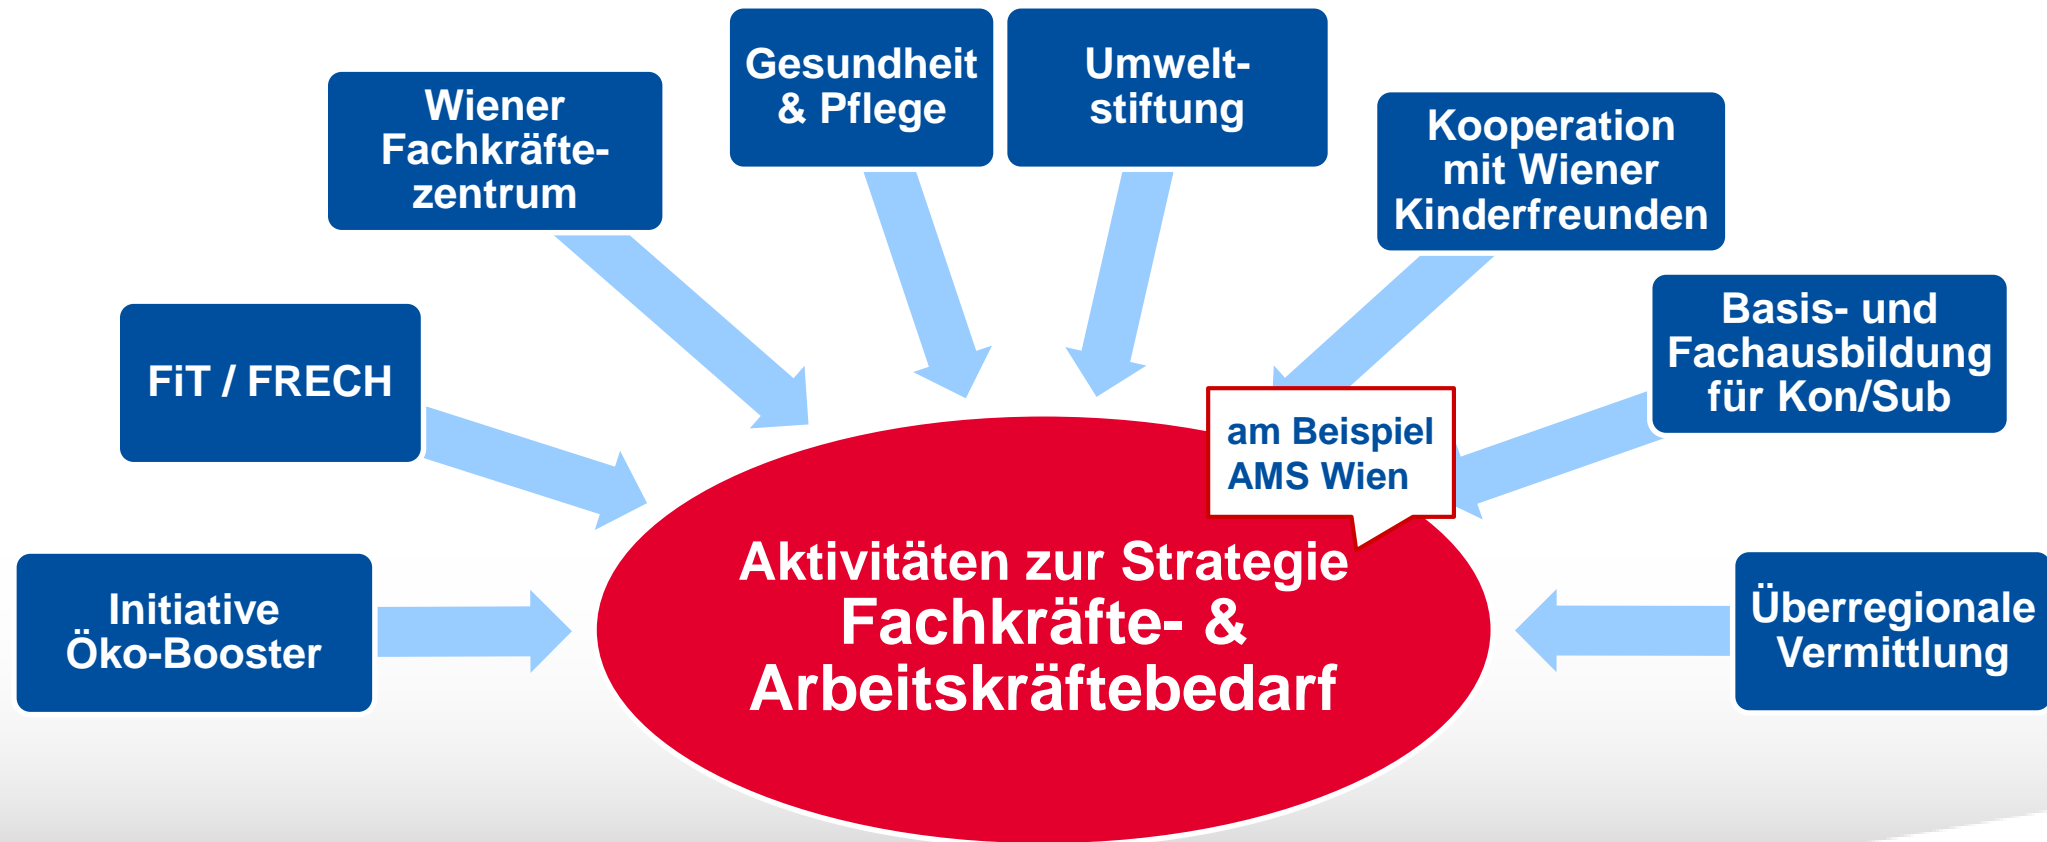 Gesundheit
& Pflege
Umwelt-
stiftung
Wiener
Fachkräfte-
zentrum
Kooperation
mit Wiener
Kinderfreunden
FiT / FRECH
Basis- und
Fachausbildung
für Kon/Sub
am Beispiel
AMS Wien
Initiative
Öko-Booster
Aktivitäten zur Strategie
Fachkräfte- &
Arbeitskräftebedarf
Überregionale
Vermittlung